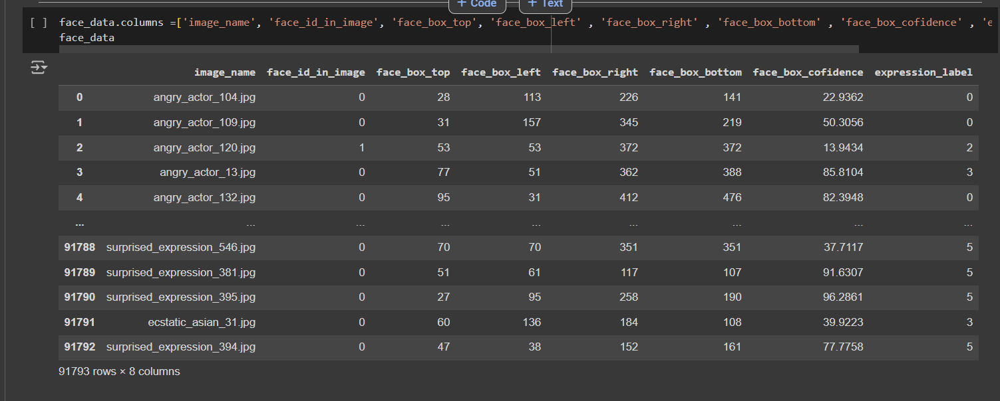 + Code + Text
[ ] face_data.columns =['image_name', 'face_id_in_image', 'face_box_top', 'face_box_left' , 'face_box_right' , 'face_box_bottom' , 'face_box_cofidence' , 'e
face_data
image_name face_id_in_image face_box_top face_box_left face_box_right face_box_bottom face_box_cofidence expression_label
0 angry_actor_104.jpg 0 28 113 226 141 22.9362 0
1 angry_actor_109.jpg 0 31 157 345 219 50.3056 0
2 angry_actor_120.jpg 1 53 53 372 372 13.9434 2
3 angry_actor_13.jpg 0 77 51 362 388 85.8104 3
4 angry_actor_132.jpg 0 95 31 412 476 82.3948 0
... ... ... ... ... ... ... ... ...
91788 surprised_expression_546.jpg 0 70 70 351 351 37.7117 5
91789 surprised_expression_381.jpg 0 51 61 117 107 91.6307 5
91790 surprised_expression_395.jpg 0 27 95 258 190 96.2861 5
91791 ecstatic_asian_31.jpg 0 60 136 184 108 39.9223 3
91792 surprised_expression_394.jpg 0 47 38 152 161 77.7758 5
91793 rows × 8 columns